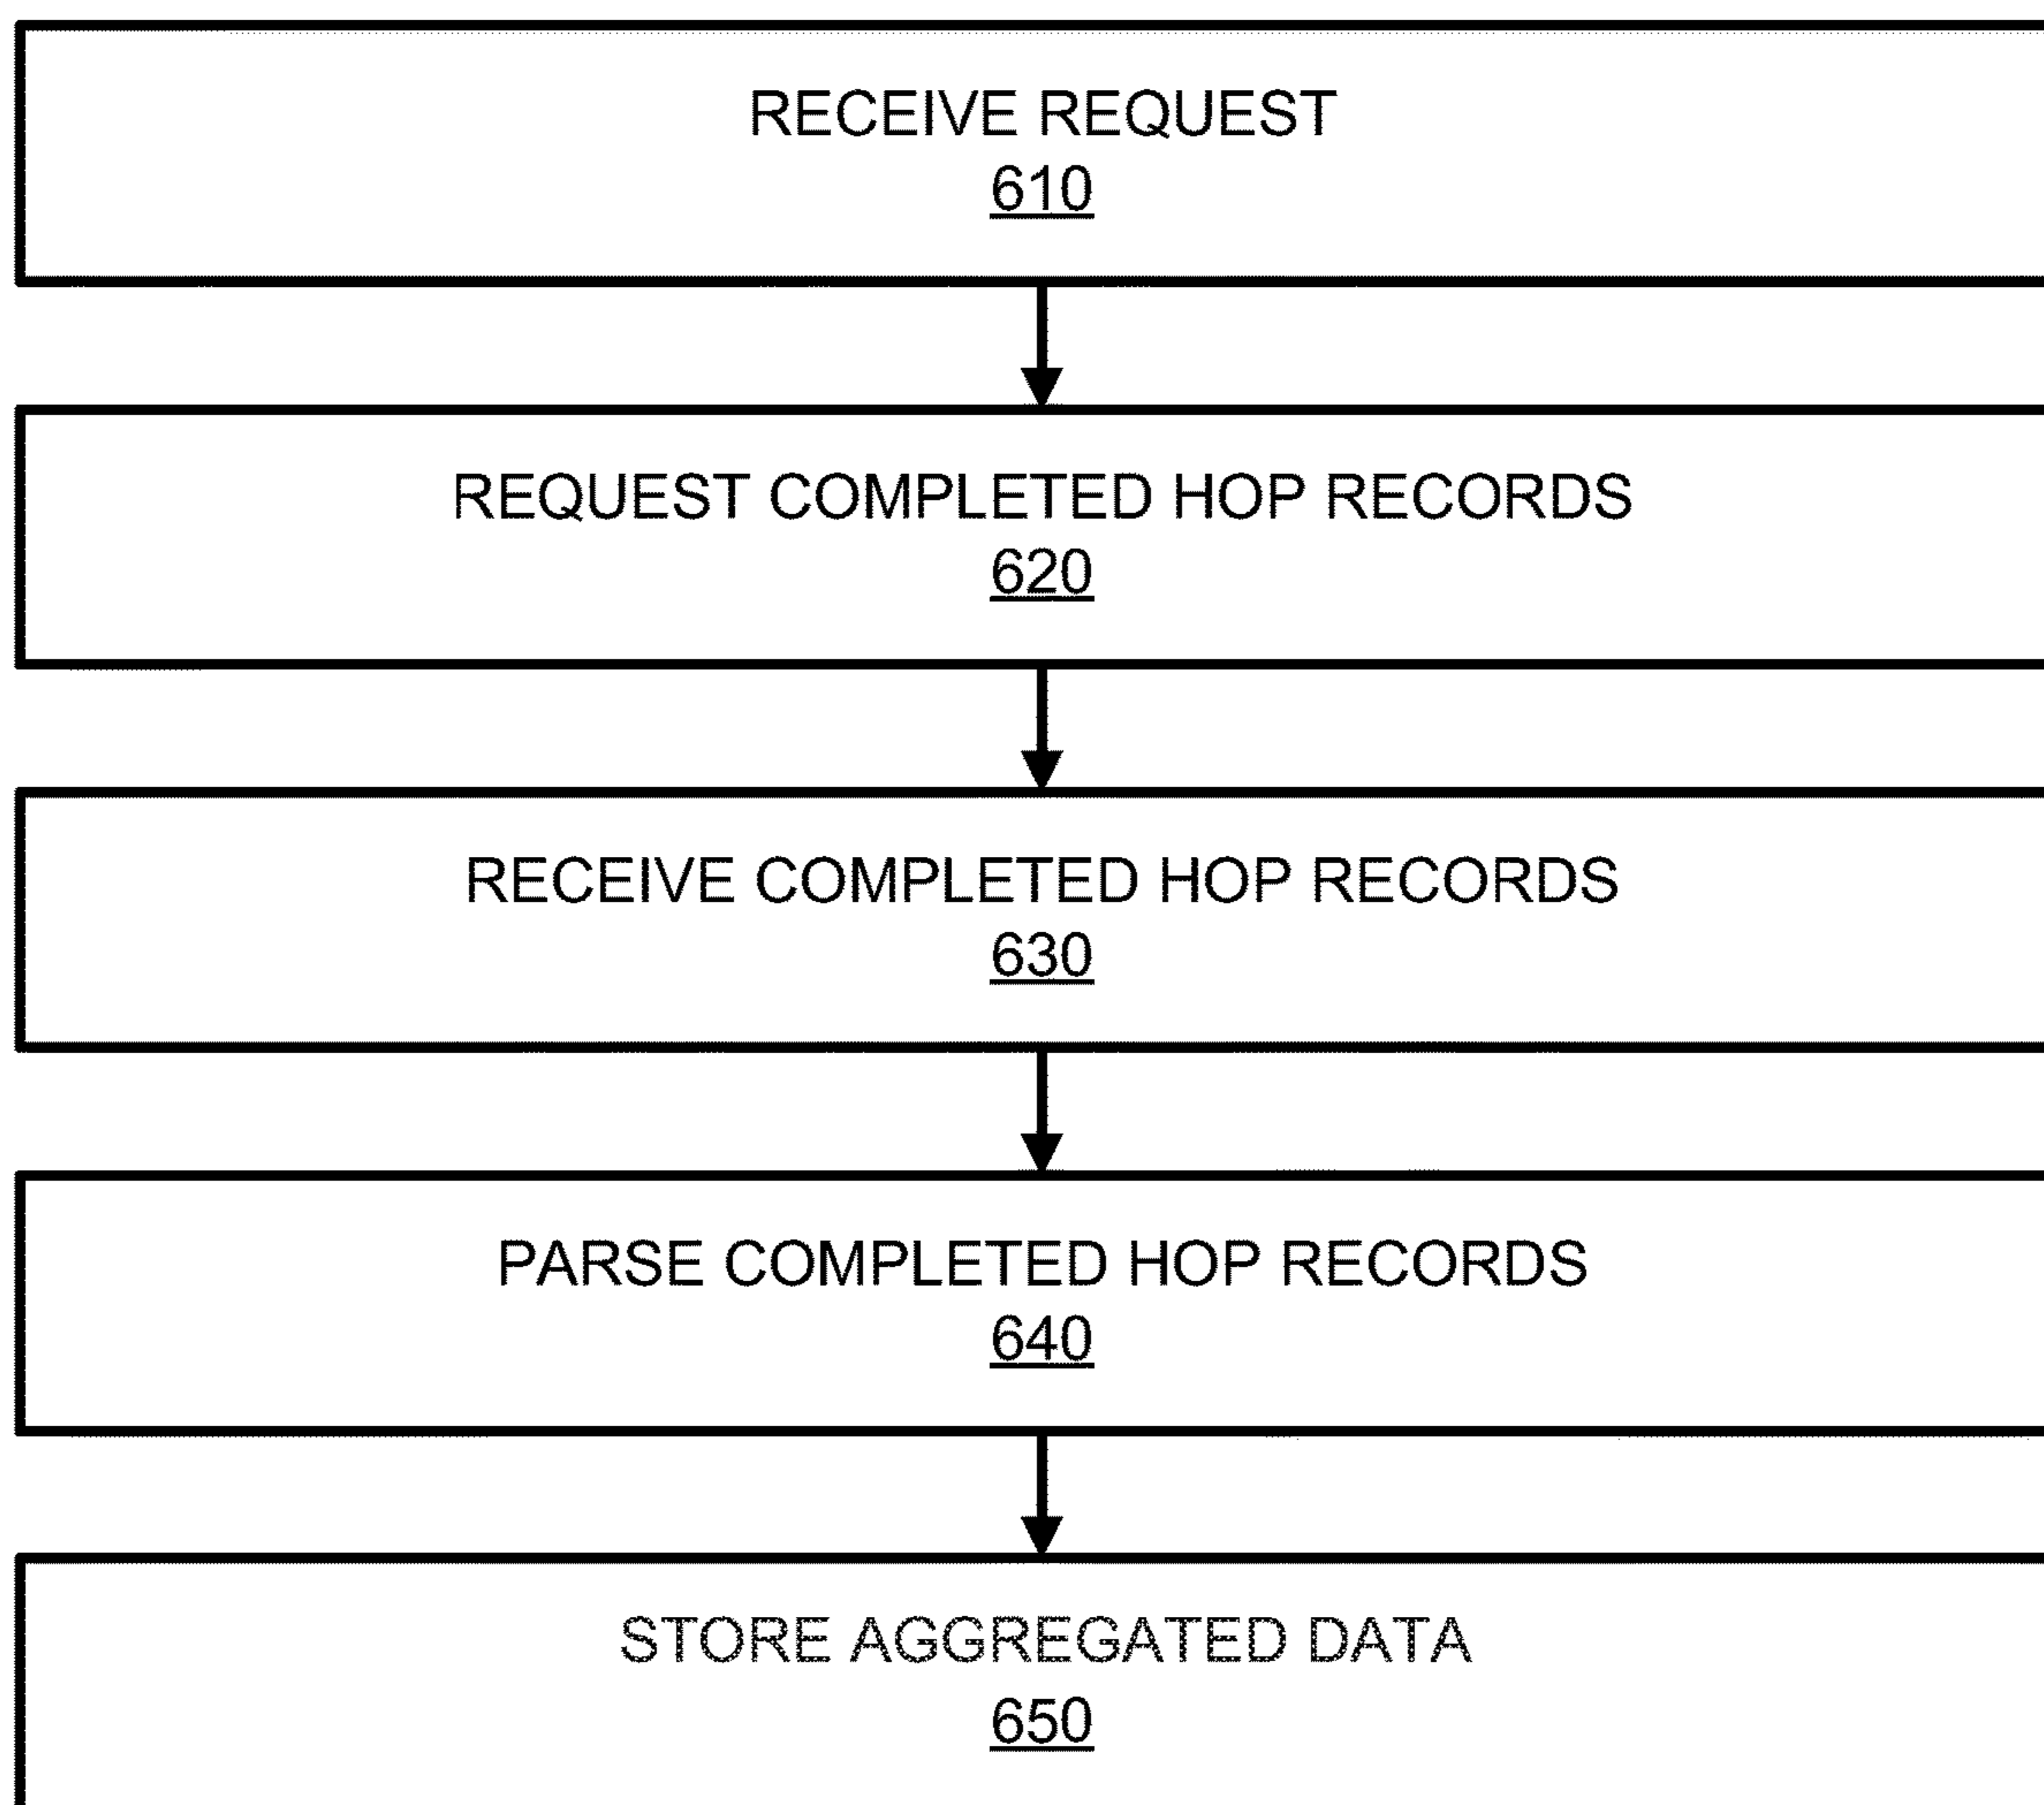 RECEIVE REQUEST
610
REQUEST COMPLETED HOP RECORDS
620
RECEIVE COMPLETED HOP RECORDS
630
PARSE COMPLETED HOP RECORDS
640
STORE AGGREGATED DATA
650